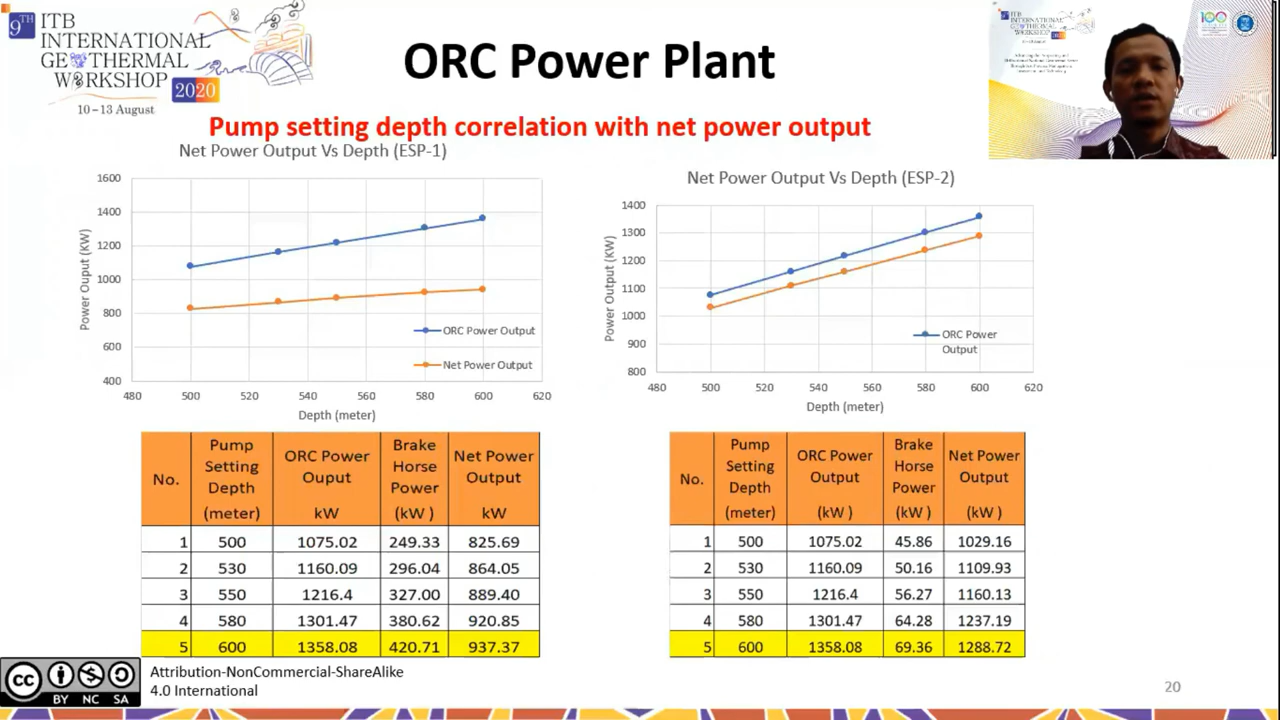 9TH ITB
INTERNATIONAL
GEOTHERMAL
WORKSHOP
2020
10 – 13 August
ORC Power Plant
Pump setting depth correlation with net power output
Net Power Output Vs Depth (ESP-1)
1600
1400
1200
1000
800
600
400
480 500 520 540 560 580 600 620
Power Ouput (KW)
Depth (meter)
ORC Power Output
Net Power Output
Net Power Output Vs Depth (ESP-2)
1400
1300
1200
1100
1000
900
800
480 500 520 540 560 580 600 620
Power Output (KW)
Depth (meter)
ORC Power
Output
No. Pump Setting Depth (meter) ORC Power Ouput kW Brake Horse Power (kW ) Net Power Output kW
1 500 1075.02 249.33 825.69
2 530 1160.09 296.04 864.05
3 550 1216.4 327.00 889.40
4 580 1301.47 380.62 920.85
5 600 1358.08 420.71 937.37
No. Pump Setting Depth (meter) ORC Power Output (kW ) Brake Horse Power (kW ) Net Power Output (kW )
1 500 1075.02 45.86 1029.16
2 530 1160.09 50.16 1109.93
3 550 1216.4 56.27 1160.13
4 580 1301.47 64.28 1237.19
5 600 1358.08 69.36 1288.72
cc BY NC SA
Attribution-NonCommercial-ShareAlike
4.0 International
20